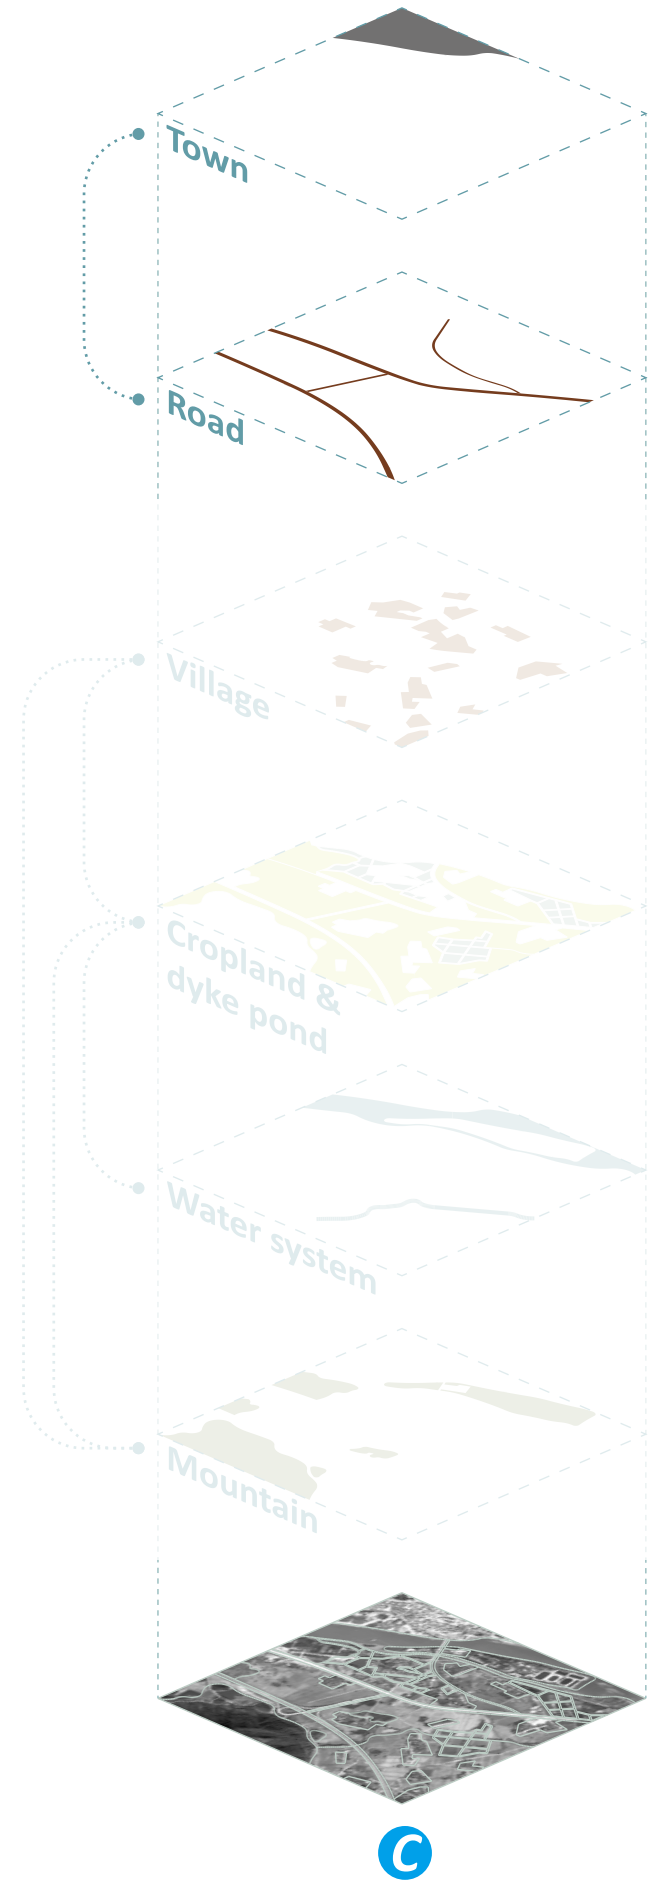 Town
Road
Village
Cropland &
dyke pond
Water system
Mountain
C